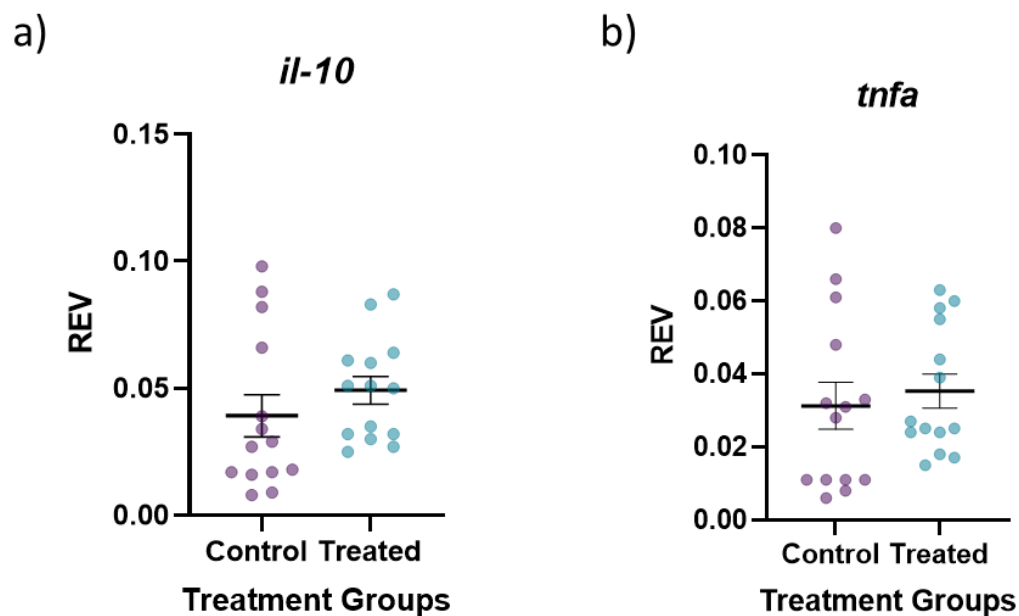 a)
il-10
0.15
0.10
0.05
0.00
REV
Control Treated
Treatment Groups
b)
tnfa
0.10
0.08
0.06
0.04
0.02
0.00
REV
Control Treated
Treatment Groups